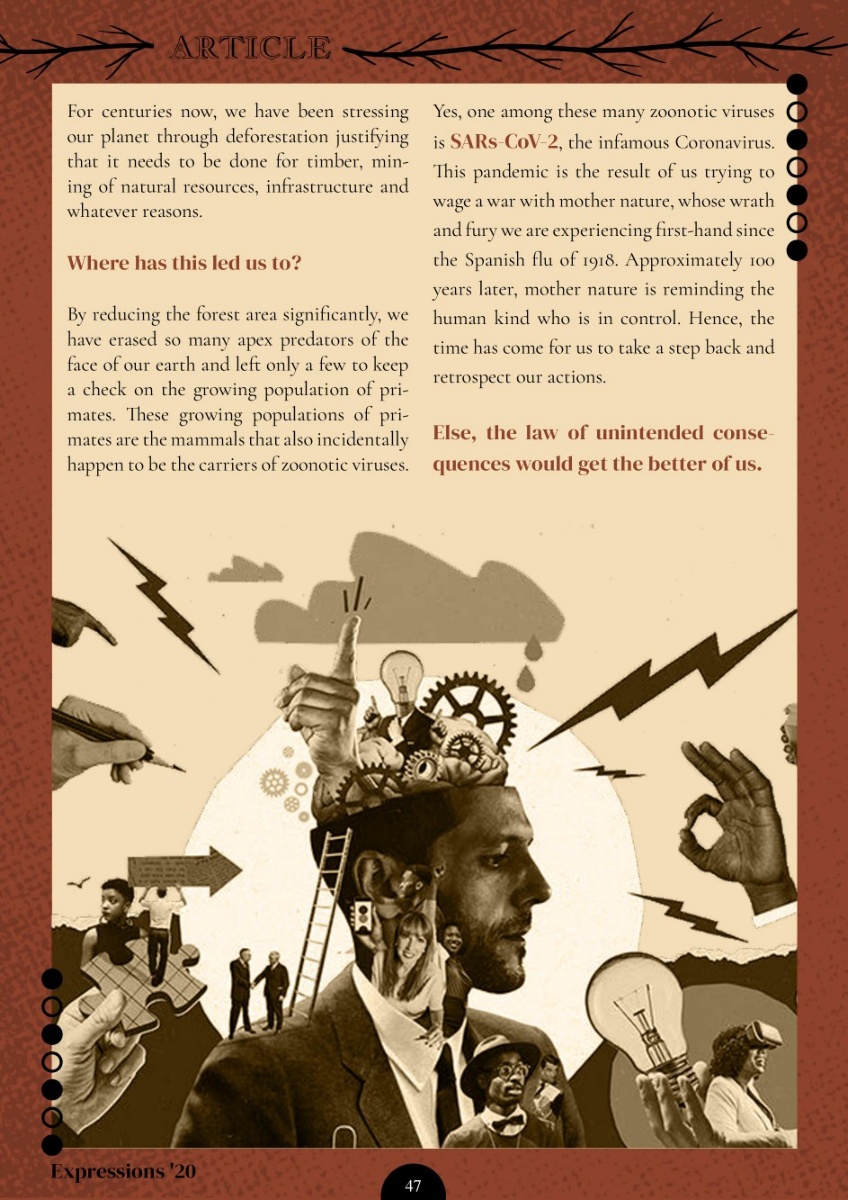 ARTICLE
For centuries now, we have been stressing
our planet through deforestation justifying
that it needs to be done for timber, min-
ing of natural resources, infrastructure and
whatever reasons.
Where has this led us to?
By reducing the forest area significantly, we
have erased so many apex predators of the
face of our earth and left only a few to keep
a check on the growing population of pri-
mates. These growing populations of pri-
mates are the mammals that also incidentally
happen to be the carriers of zoonotic viruses.
Yes, one among these many zoonotic viruses
is SARs-CoV-2, the infamous Coronavirus.
This pandemic is the result of us trying to
wage a war with mother nature, whose wrath
and fury we are experiencing first-hand since
the Spanish flu of 1918. Approximately 100
years later, mother nature is reminding the
human kind who is in control. Hence, the
time has come for us to take a step back and
retrospect our actions.
Else, the law of unintended conse-
quences would get the better of us.
Expressions '20
47